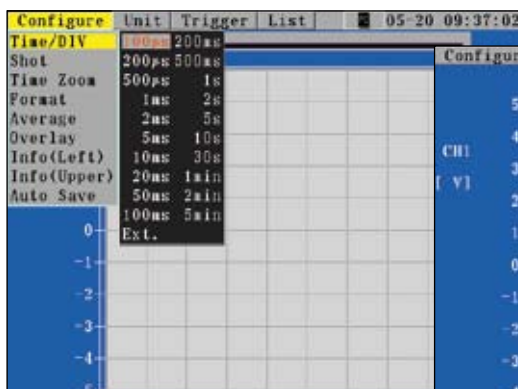 Configure Unit Trigger List 05-20 09:37:02
Time/DIV 100µs 200ms
Shot 200µs 500ms
Time Zoom 500µs 1s
Format 1ms 2s
Average 2ms 5s
Overlay 5ms 10s
Info(Left) 10ms 30s
Info(Upper) 20ms 1min
Auto Save 50ms 2min
100ms 5min
Ext.
0
-1
-2
-3
-4
Configur
5
4
CH1
3
[ V]
2
1
0
-1
-2
-3